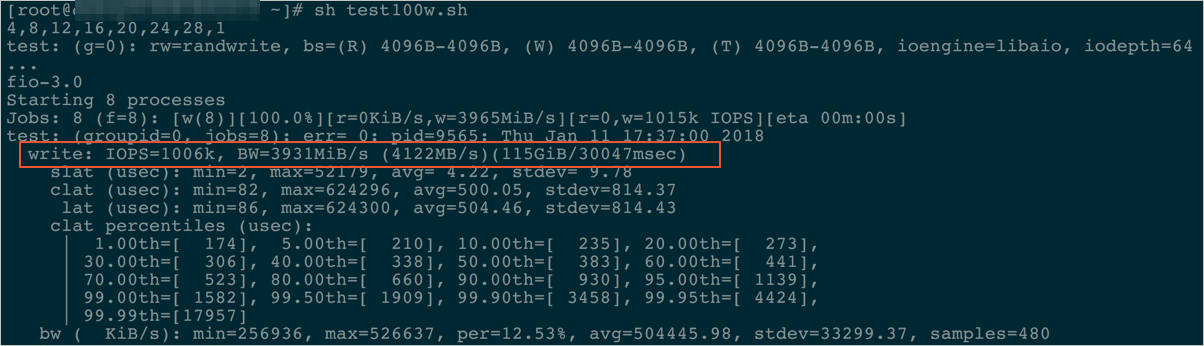 [root@ ~]# sh test100w.sh
4,8,12,16,20,24,28,1
test: (g=0): rw=randwrite, bs=(R) 4096B-4096B, (W) 4096B-4096B, (T) 4096B-4096B, ioengine=libaio, iodepth=64
...
fio-3.0
Starting 8 processes
Jobs: 8 (f=8): [w(8)][100.0%][r=0KiB/s,w=3965MiB/s][r=0,w=1015k IOPS][eta 00m:00s]
test: (groupid=0, jobs=8): err= 0: pid=9565: Thu Jan 11 17:37:00 2018
write: IOPS=1006k, BW=3931MiB/s (4122MB/s)(115GiB/30047msec)
slat (usec): min=2, max=52179, avg= 4.22, stdev= 9.78
clat (usec): min=82, max=624296, avg=500.05, stdev=814.37
lat (usec): min=86, max=624300, avg=504.46, stdev=814.43
clat percentiles (usec):
| 1.00th=[ 174], 5.00th=[ 210], 10.00th=[ 235], 20.00th=[ 273],
| 30.00th=[ 306], 40.00th=[ 338], 50.00th=[ 383], 60.00th=[ 441],
| 70.00th=[ 523], 80.00th=[ 660], 90.00th=[ 930], 95.00th=[ 1139],
| 99.00th=[ 1582], 99.50th=[ 1909], 99.90th=[ 3458], 99.95th=[ 4424],
| 99.99th=[17957]
bw ( KiB/s): min=256936, max=526637, per=12.53%, avg=504445.98, stdev=33299.37, samples=480